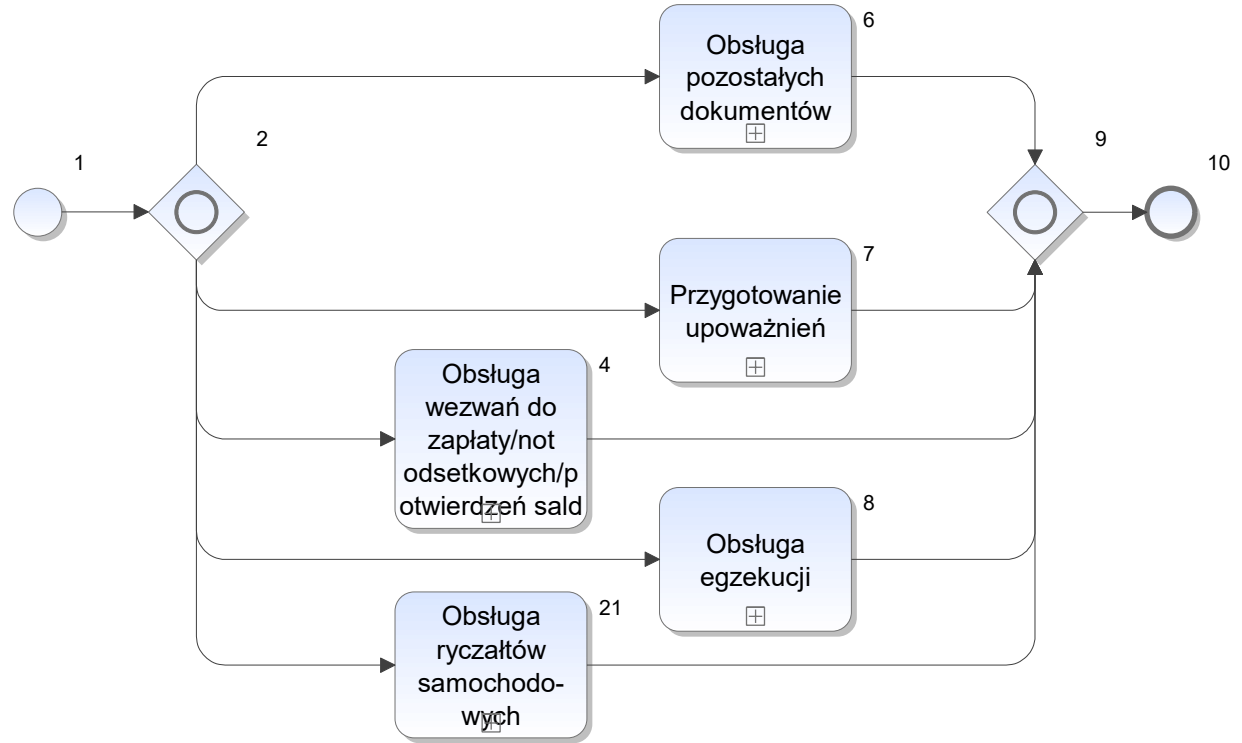 6
Obsługa
pozostałych
dokumentów
1
2
9
10
7
Przygotowanie
upoważnień
4
Obsługa
wezwań do
zapłaty/not
odsetkowych/p
otwierdzeń sald
8
Obsługa
egzekucji
21
Obsługa
ryczałtów
samochodo-
wych